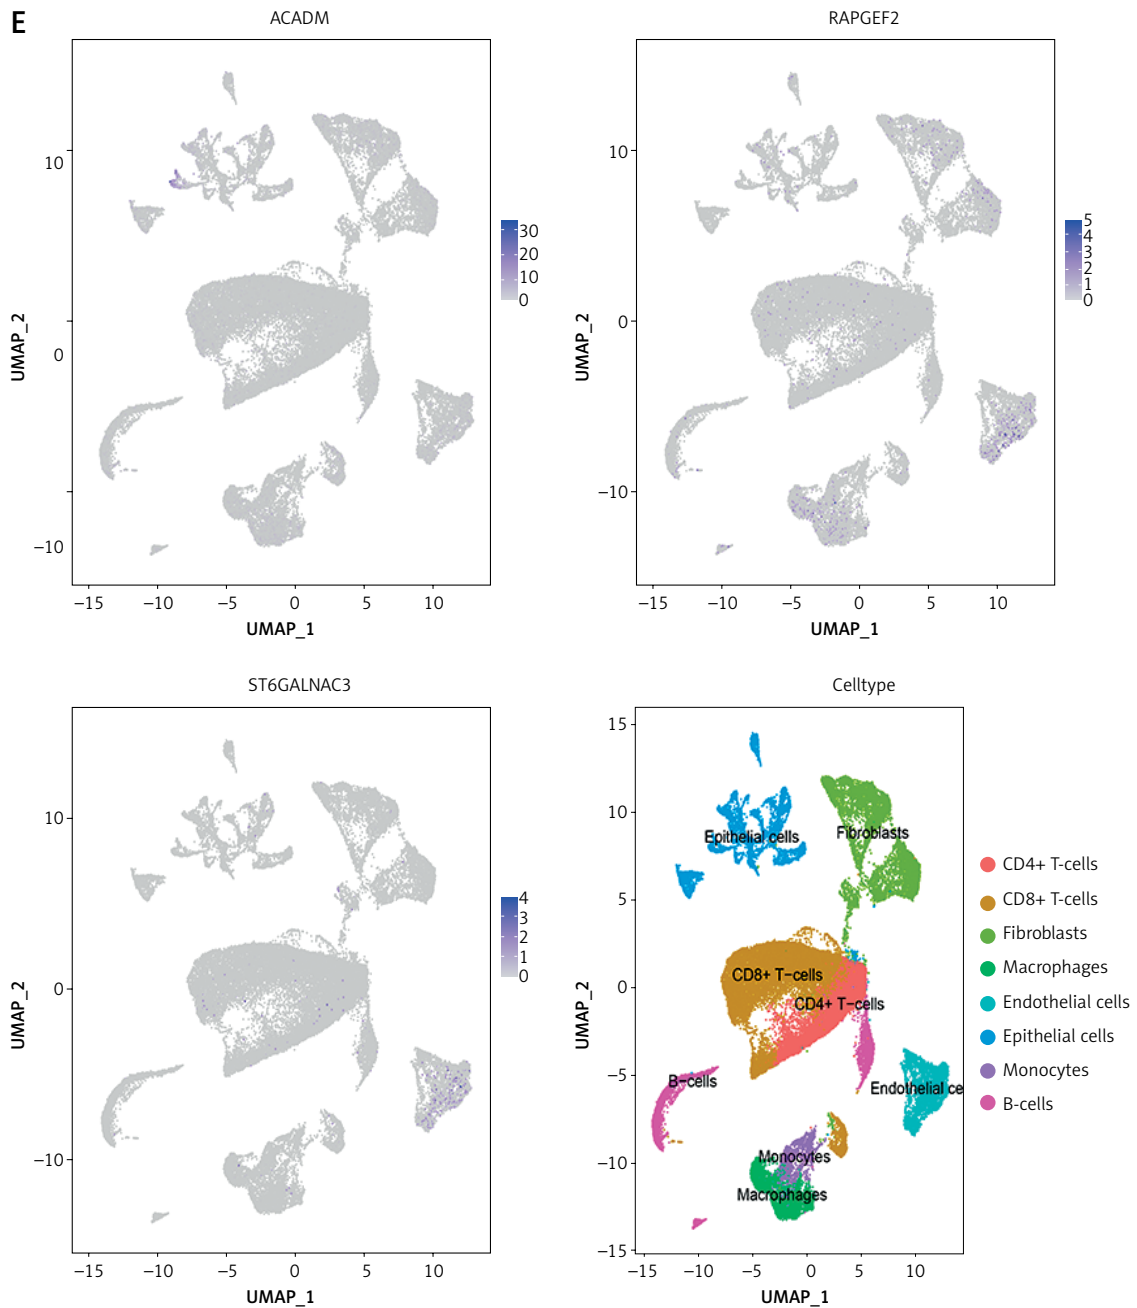 E
ACADM
10
0
−10
UMAP_2
−15 −10 −5 0 5 10
UMAP_1
30
20
10
0
RAPGEF2
10
0
−10
UMAP_2
−15 −10 −5 0 5 10
UMAP_1
5
4
3
2
1
0
ST6GALNAC3
10
0
−10
UMAP_2
−15 −10 −5 0 5 10
UMAP_1
4
3
2
1
0
Celltype
15
10
5
0
−5
−10
−15
UMAP_2
−15 −10 −5 0 5 10
UMAP_1
Epithelial cells
Fibroblasts
CD8+ T−cells
CD4+ T−cells
B−cells
Endothelial ce
Monocytes
Macrophages
CD4+ T-cells
CD8+ T-cells
Fibroblasts
Macrophages
Endothelial cells
Epithelial cells
Monocytes
B-cells